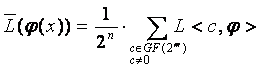 L̅(φ(x)) = 1/2ⁿ · ∑ L < c, φ >
c∈GF(2ᵐ)
c≠0